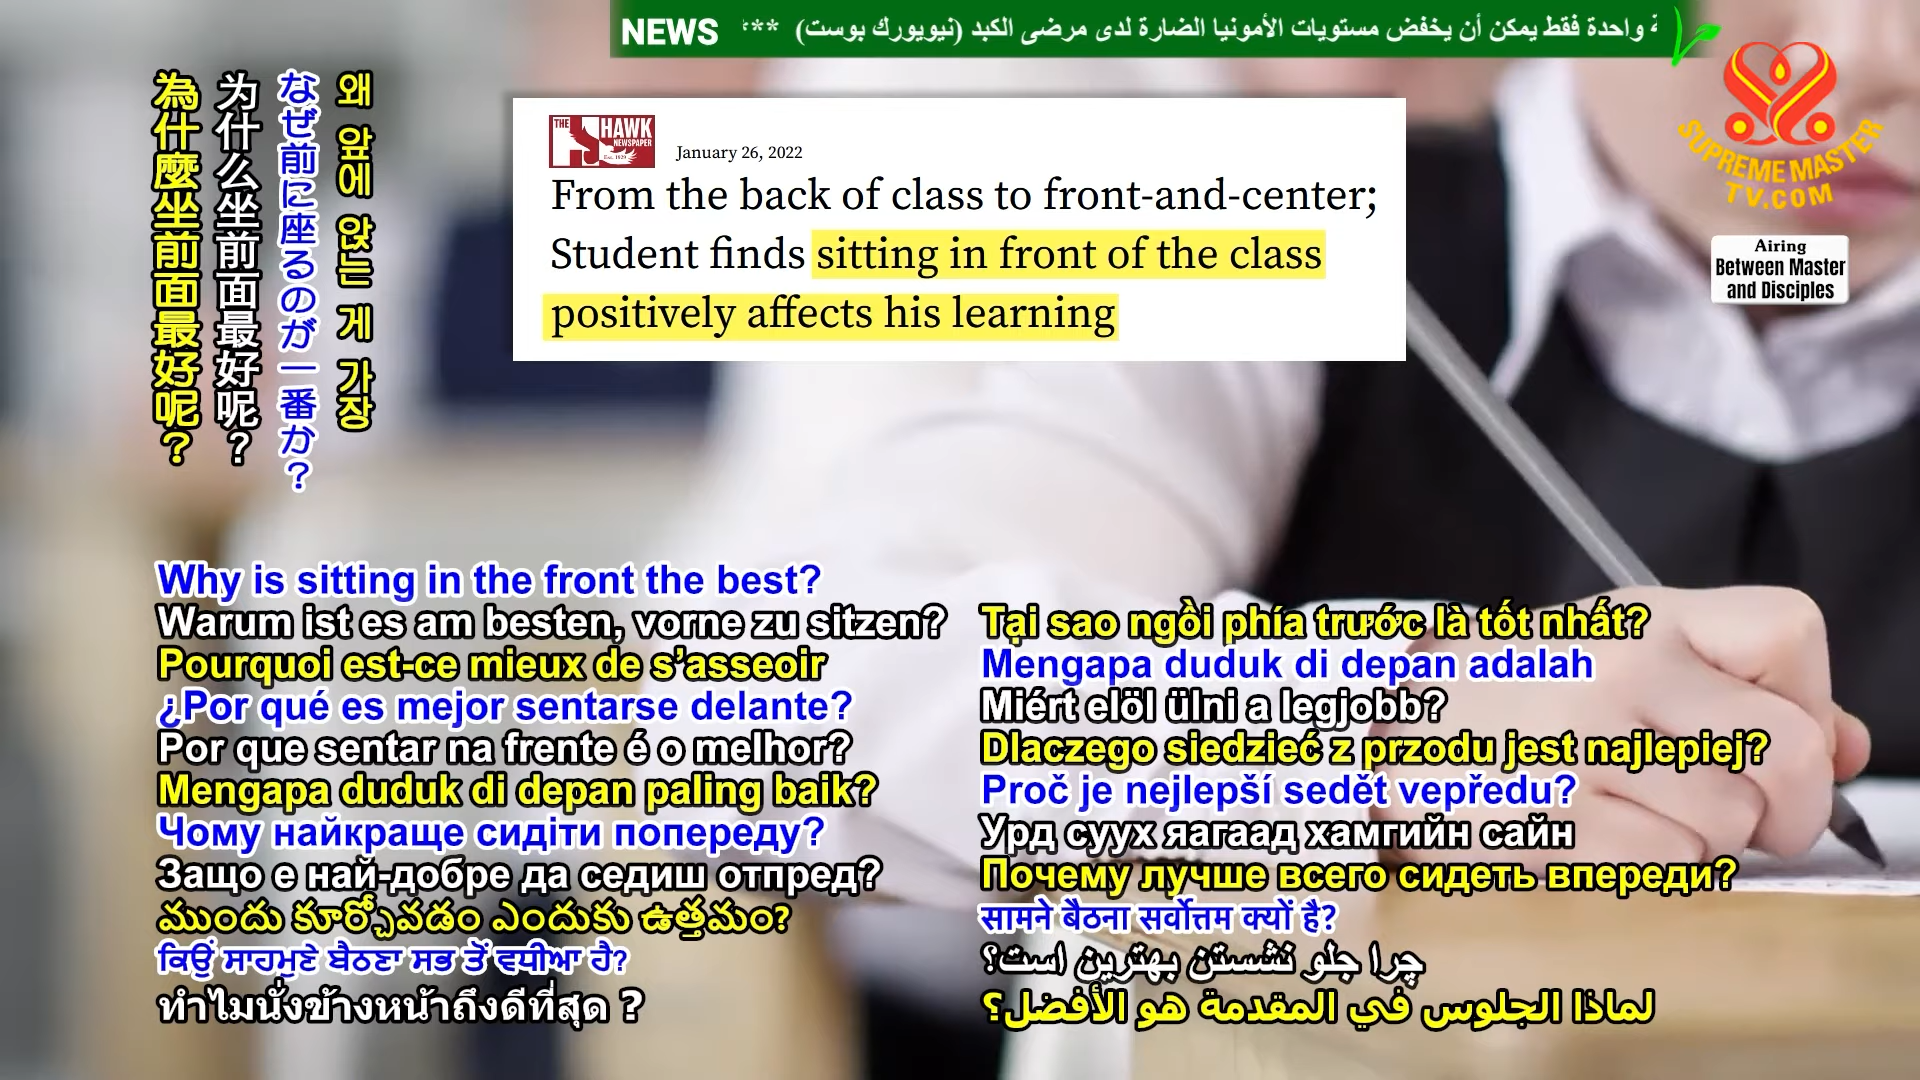 NEWS
ة واحدة فقط يمكن أن يخفض مستويات الأمونيا الضارة لدى مرضى الكبد (نيويورك بوست) ***
SUPREME MASTER
TV.COM
Airing
Between Master
and Disciples
THE HAWK
NEWSPAPER
Est. 1929
January 26, 2022
From the back of class to front-and-center;
Student finds sitting in front of the class
positively affects his learning
왜 앞에 앉는 게 가장
なぜ前に座るのが一番か?
为什么坐前面最好呢?
為什麼坐前面最好呢?
Why is sitting in the front the best?
Warum ist es am besten, vorne zu sitzen?
Pourquoi est-ce mieux de s’asseoir
¿Por qué es mejor sentarse delante?
Por que sentar na frente é o melhor?
Mengapa duduk di depan paling baik?
Чому найкраще сидіти попереду?
Защо е най-добре да седиш отпред?
ముందు కూర్చోవడం ఎందుకు ఉత్తమం?
ਕਿਉਂ ਸਾਹਮਣੇ ਬੈਠਣਾ ਸਭ ਤੋਂ ਵਧੀਆ ਹੈ?
ทำไมนั่งข้างหน้าถึงดีที่สุด ?
Tại sao ngồi phía trước là tốt nhất?
Mengapa duduk di depan adalah
Miért elöl ülni a legjobb?
Dlaczego siedzieć z przodu jest najlepiej?
Proč je nejlepší sedět vepředu?
Урд суух яагаад хамгийн сайн
Почему лучше всего сидеть впереди?
सामने बैठना सर्वोत्तम क्यों है?
چرا جلو نشستن بهترین است؟
لماذا الجلوس في المقدمة هو الأفضل؟